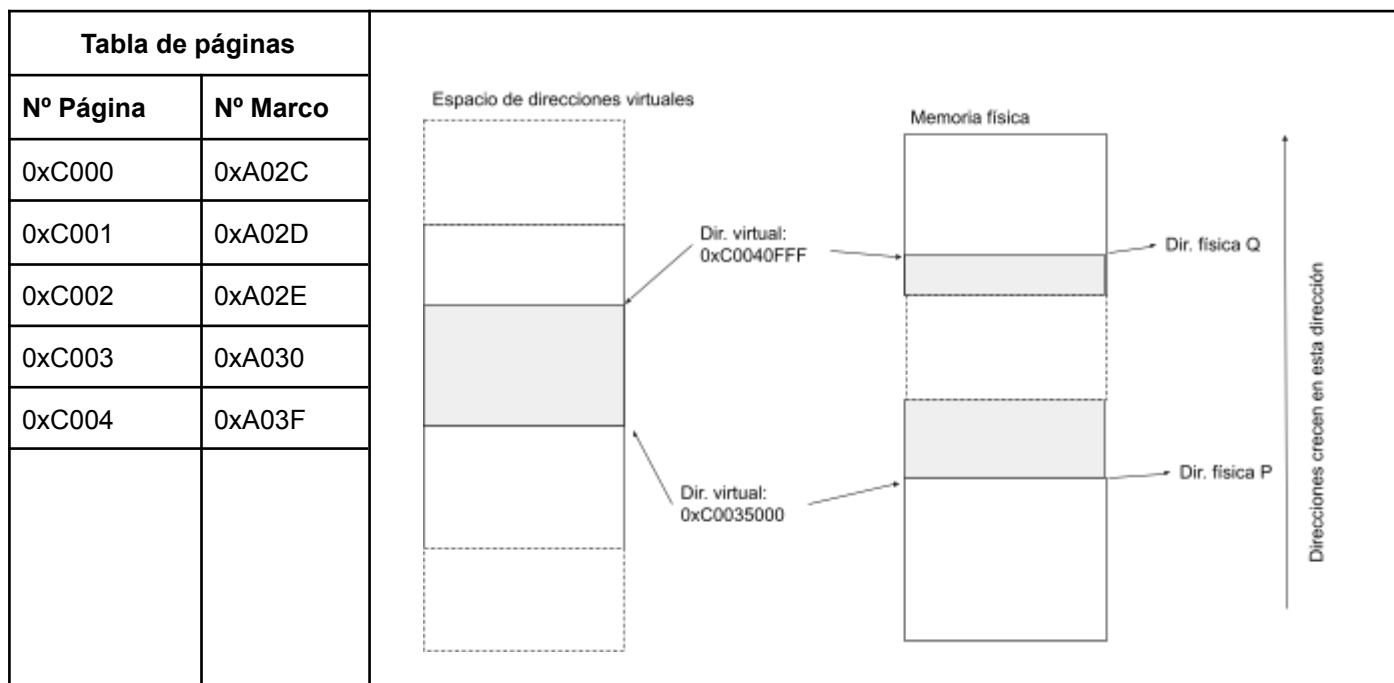 Tabla de páginas
Nº Página Nº Marco
0xC000 0xA02C
0xC001 0xA02D
0xC002 0xA02E
0xC003 0xA030
0xC004 0xA03F
Espacio de direcciones virtuales
Memoria física
Dir. virtual:
0xC0040FFF
Dir. física Q
Dir. virtual:
0xC0035000
Dir. física P
Direcciones crecen en esta dirección